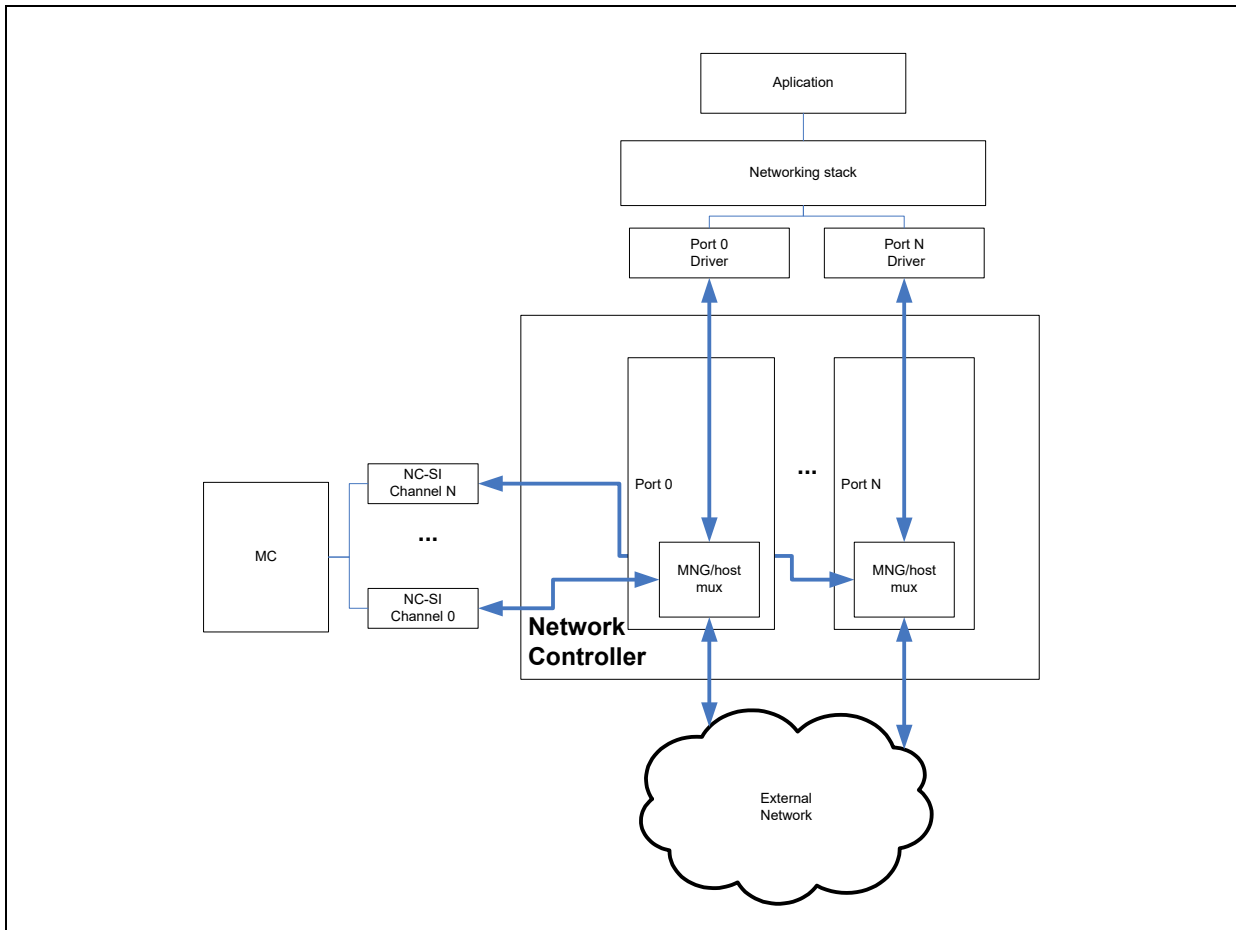 Aplication
Networking stack
Port 0
Driver
Port N
Driver
Port 0
...
Port N
NC-SI
Channel N
...
MC
NC-SI
Channel 0
MNG/host
mux
MNG/host
mux
Network
Controller
External
Network